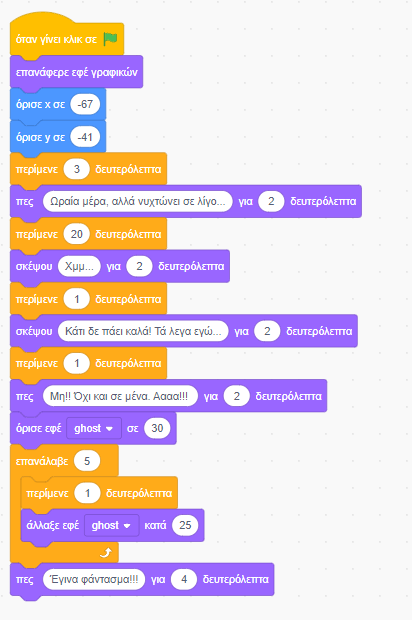 όταν γίνει κλικ σε
επανάφερε εφέ γραφικών
όρισε x σε -67
όρισε y σε -41
περίμενε 3 δευτερόλεπτα
πες Ωραία μέρα, αλλά νυχτώνει σε λίγο... για 2 δευτερόλεπτα
περίμενε 20 δευτερόλεπτα
σκέψου Χμμ... για 2 δευτερόλεπτα
περίμενε 1 δευτερόλεπτα
σκέψου Κάτι δε πάει καλά! Τά λεγα εγώ... για 2 δευτερόλεπτα
περίμενε 1 δευτερόλεπτα
πες Μη!! Όχι και σε μένα. Αααα!!! για 2 δευτερόλεπτα
όρισε εφέ ghost σε 30
επανάλαβε 5
περίμενε 1 δευτερόλεπτα
άλλαξε εφέ ghost κατά 25
πες Έγινα φάντασμα!!! για 4 δευτερόλεπτα